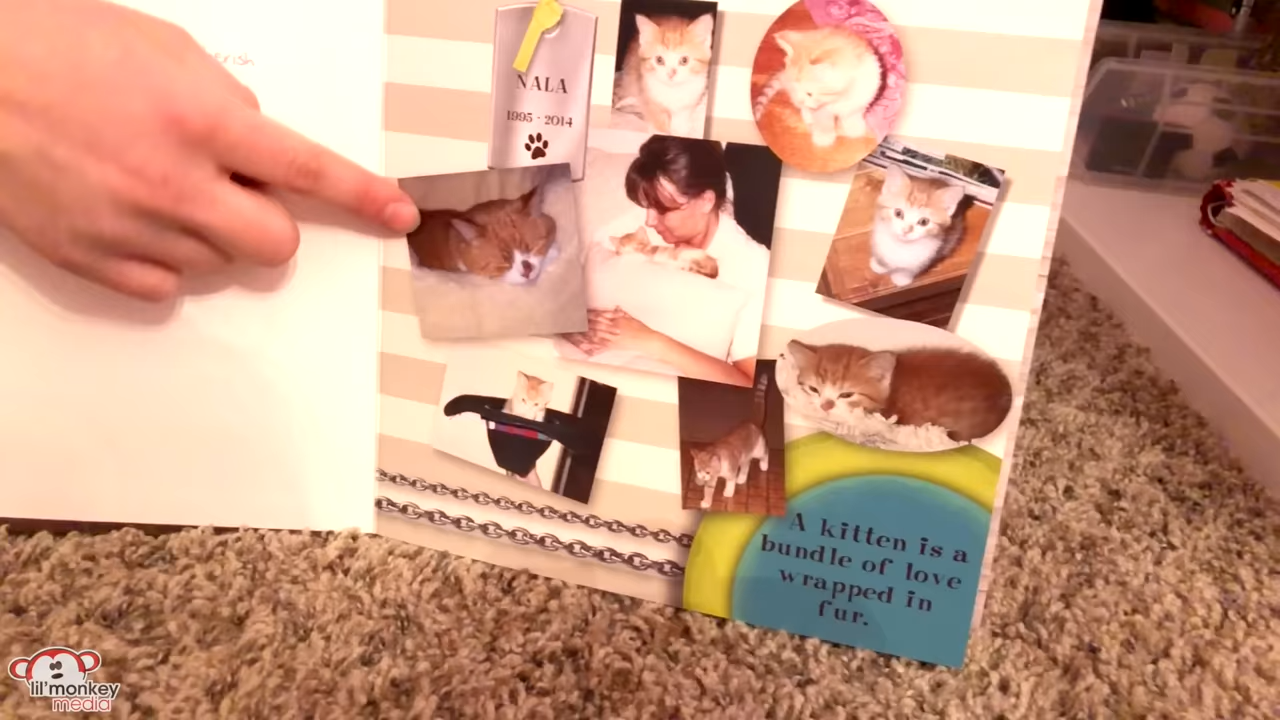 NALA
1995 - 2014
A kitten is a
bundle of love
wrapped in
fur.
lil'monkey
media